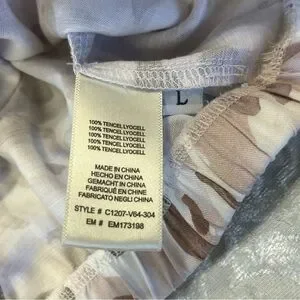 L
100% TENCEL LYOCELL
100% TENCEL LYOCELL
100% TENCEL LYOCELL
100% TENCEL LYOCELL
100% TENCEL LYOCELL
MADE IN CHINA
HECHO EN CHINA
GEMACHT IN CHINA
FABRIQUÉ EN CHINE
FABRICATO NEGLI CHINA
STYLE # C1207-V64-304
EM # EM173198